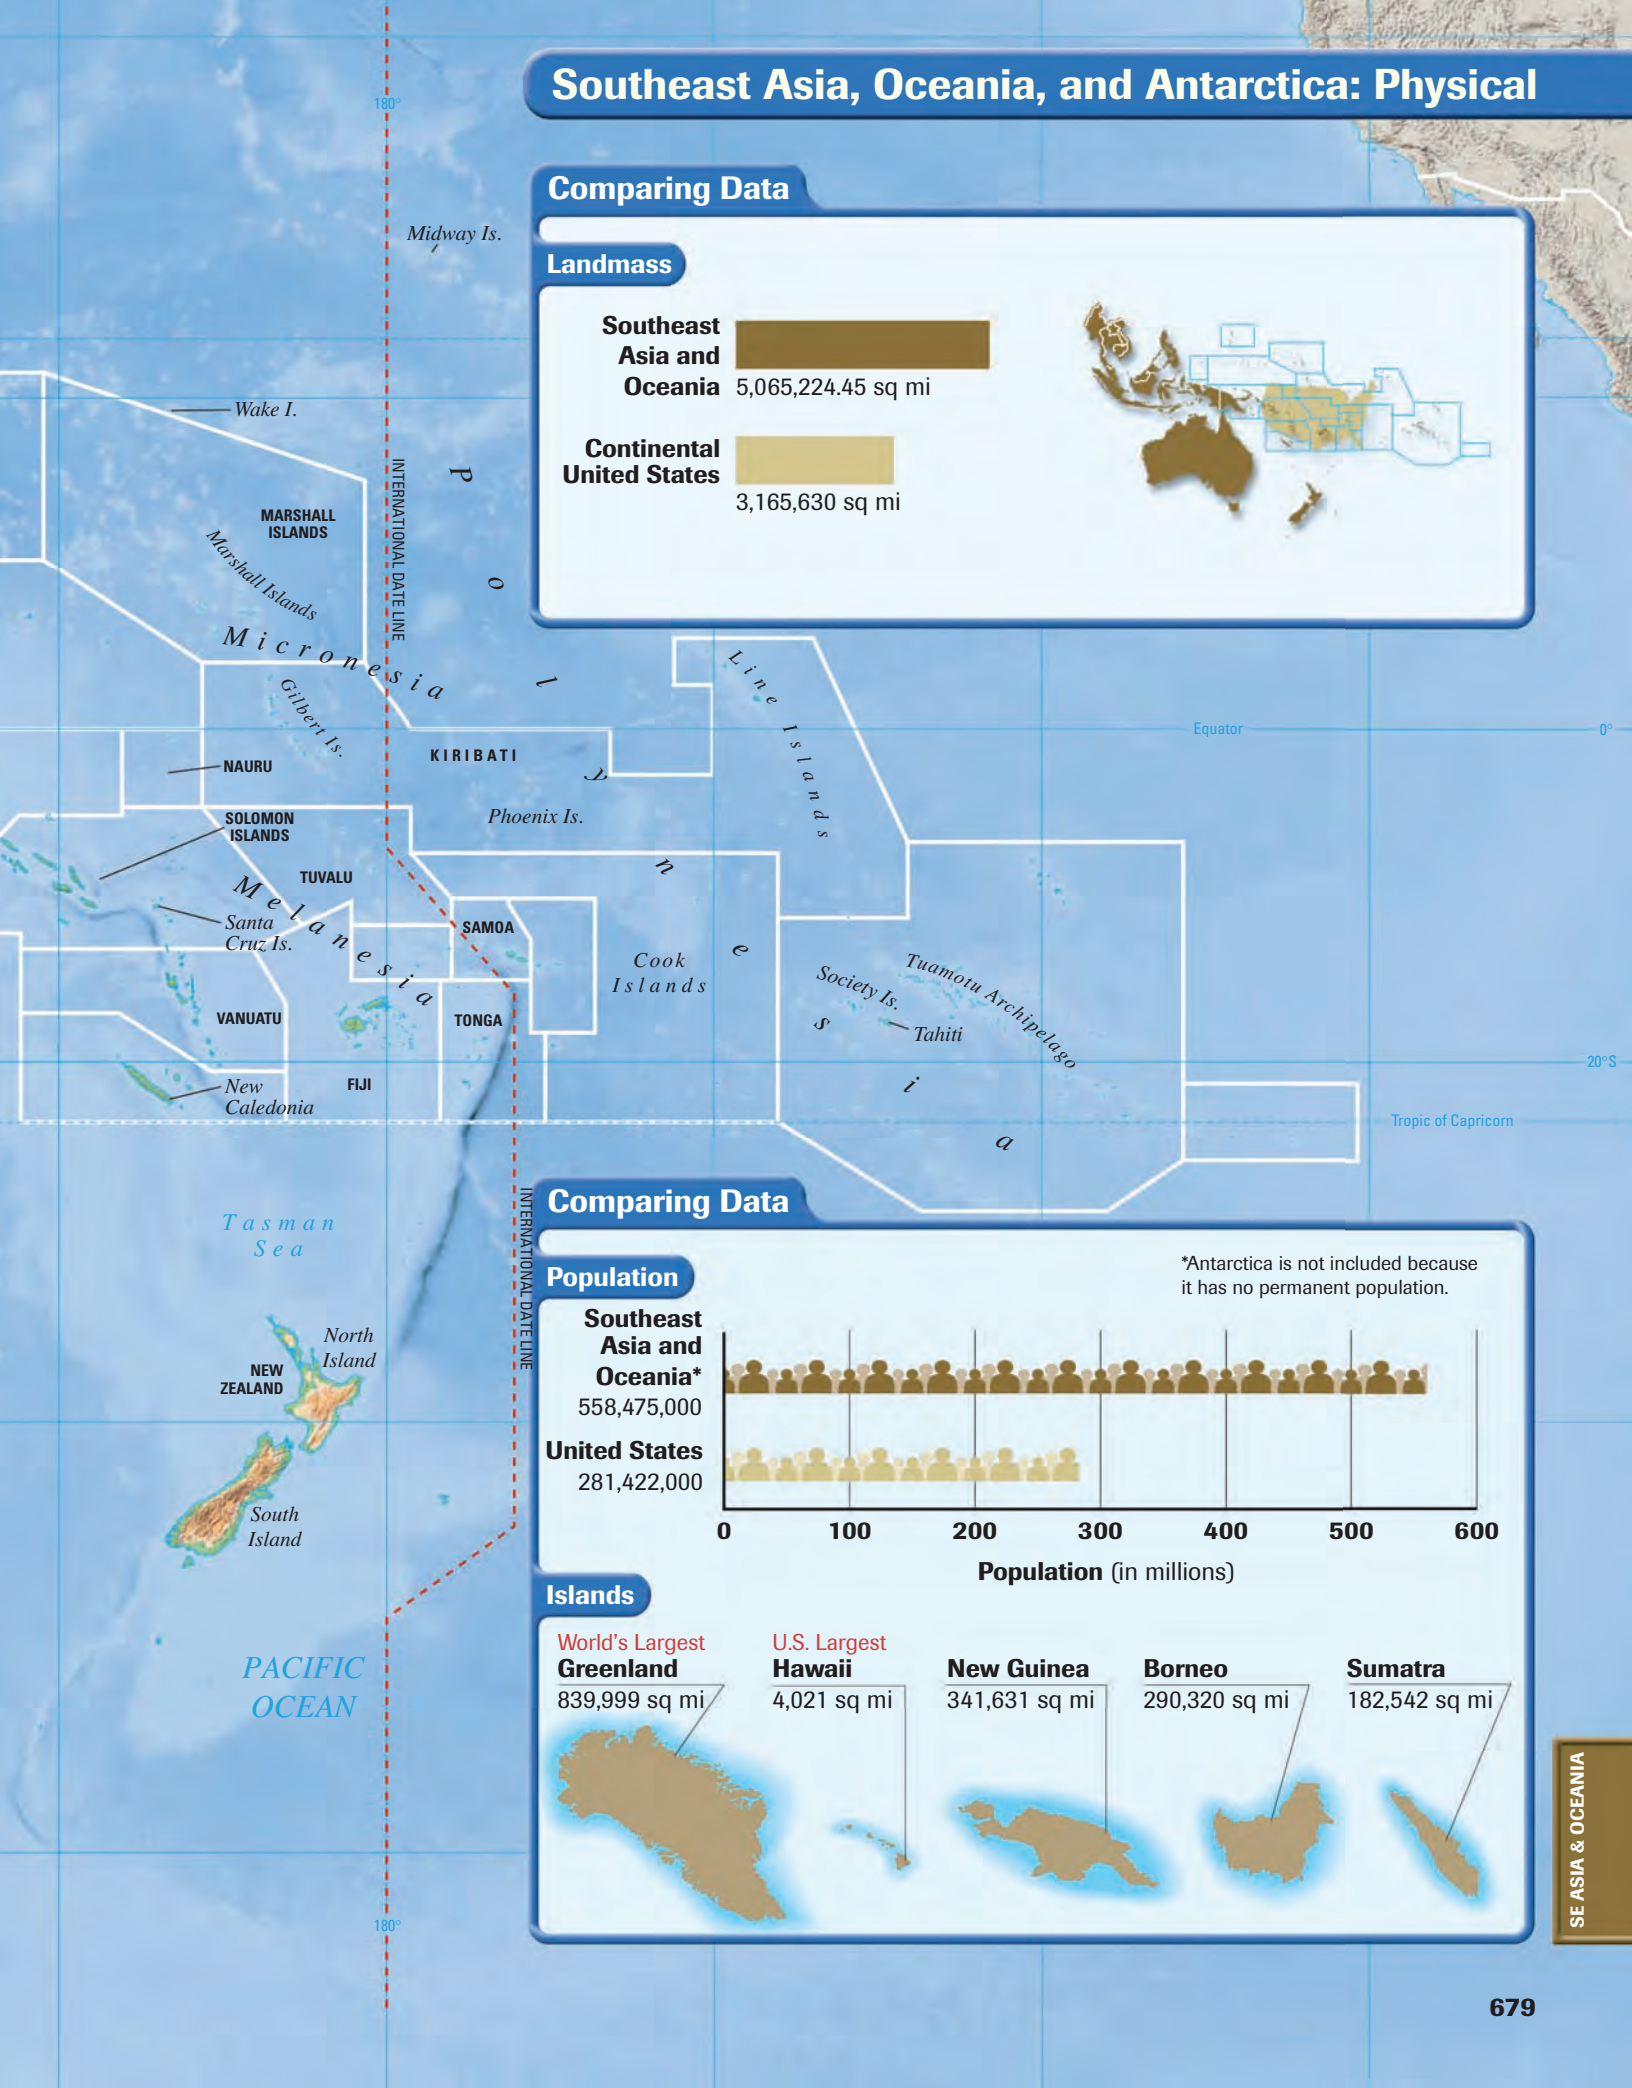 Southeast Asia, Oceania, and Antarctica: Physical
180°
Midway Is.
Wake I.
INTERNATIONAL DATE LINE
MARSHALL
ISLANDS
Marshall Islands
Micronesia
Polynesia
Gilbert Is.
Line Islands
Equator
0°
KIRIBATI
NAURU
Phoenix Is.
SOLOMON
ISLANDS
TUVALU
Melanesia
Santa
Cruz Is.
SAMOA
Cook
Islands
Society Is.
Tuamotu Archipelago
Tahiti
VANUATU
TONGA
20°S
New
Caledonia
FIJI
Tropic of Capricorn
Tasman
Sea
INTERNATIONAL DATE LINE
North
Island
NEW
ZEALAND
South
Island
PACIFIC
OCEAN
180°
Comparing Data
Landmass
Southeast
Asia and
Oceania 5,065,224.45 sq mi
Continental
United States
3,165,630 sq mi
Comparing Data
Population
*Antarctica is not included because
it has no permanent population.
Southeast
Asia and
Oceania*
558,475,000
United States
281,422,000
0 100 200 300 400 500 600
Population (in millions)
Islands
World's Largest
Greenland
839,999 sq mi
U.S. Largest
Hawaii
4,021 sq mi
New Guinea
341,631 sq mi
Borneo
290,320 sq mi
Sumatra
182,542 sq mi
SE ASIA & OCEANIA
679